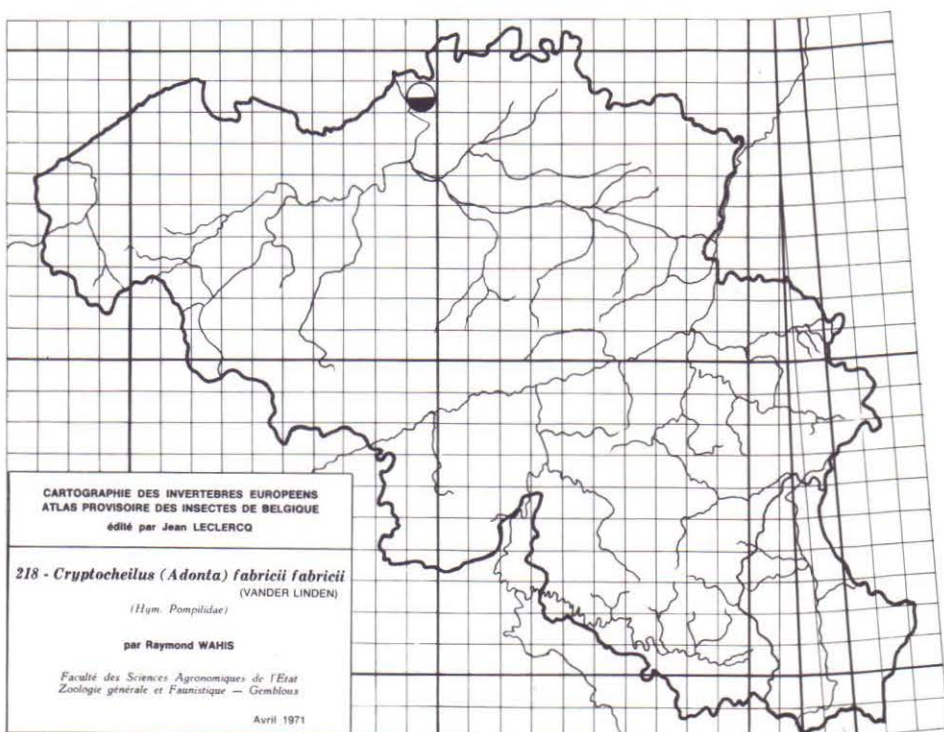 CARTOGRAPHIE DES INVERTEBRES EUROPEENS
ATLAS PROVISOIRE DES INSECTES DE BELGIQUE
édité par Jean LECLERCQ
218 - Cryptocheilus (Adonta) fabricii fabricii
(VANDER LINDEN)
(Hym. Pompilidae)
par Raymond WAHIS
Faculté des Sciences Agronomiques de l'Etat
Zoologie générale et Faunistique — Gembloux
Avril 1971